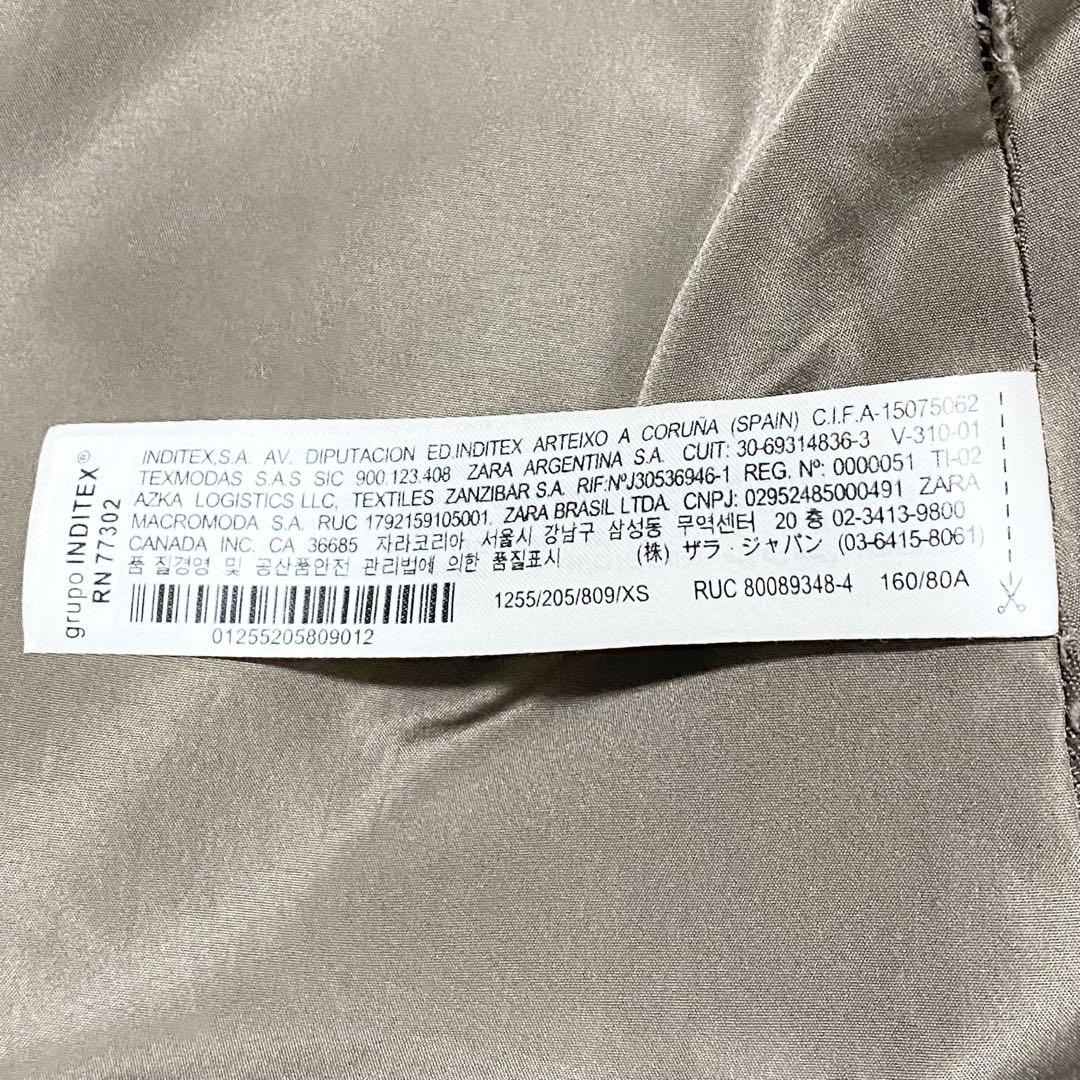 grupo INDITEX®
RN 77302
INDITEX,S.A. AV. DIPUTACION ED.INDITEX ARTEIXO A CORUÑA (SPAIN) C.I.F.A-15075062
TEXMODAS S.A.S SIC 900.123.408 ZARA ARGENTINA S.A. CUIT: 30-69314836-3 V-310-01
AZKA LOGISTICS LLC, TEXTILES ZANZIBAR S.A. RIF:NºJ30536946-1 REG. Nº: 0000051 TI-02
MACROMODA S.A. RUC 1792159105001. ZARA BRASIL LTDA. CNPJ: 02952485000491 ZARA
CANADA INC. CA 36685 자라코리아 서울시 강남구 삼성동 무역센터 20 층 02-3413-9800
품 질경영 및 공산품안전 관리법에 의한 품질표시 (株) ザラ・ジャパン (03-6415-8061)
1255/205/809/XS RUC 80089348-4 160/80A
01255205809012